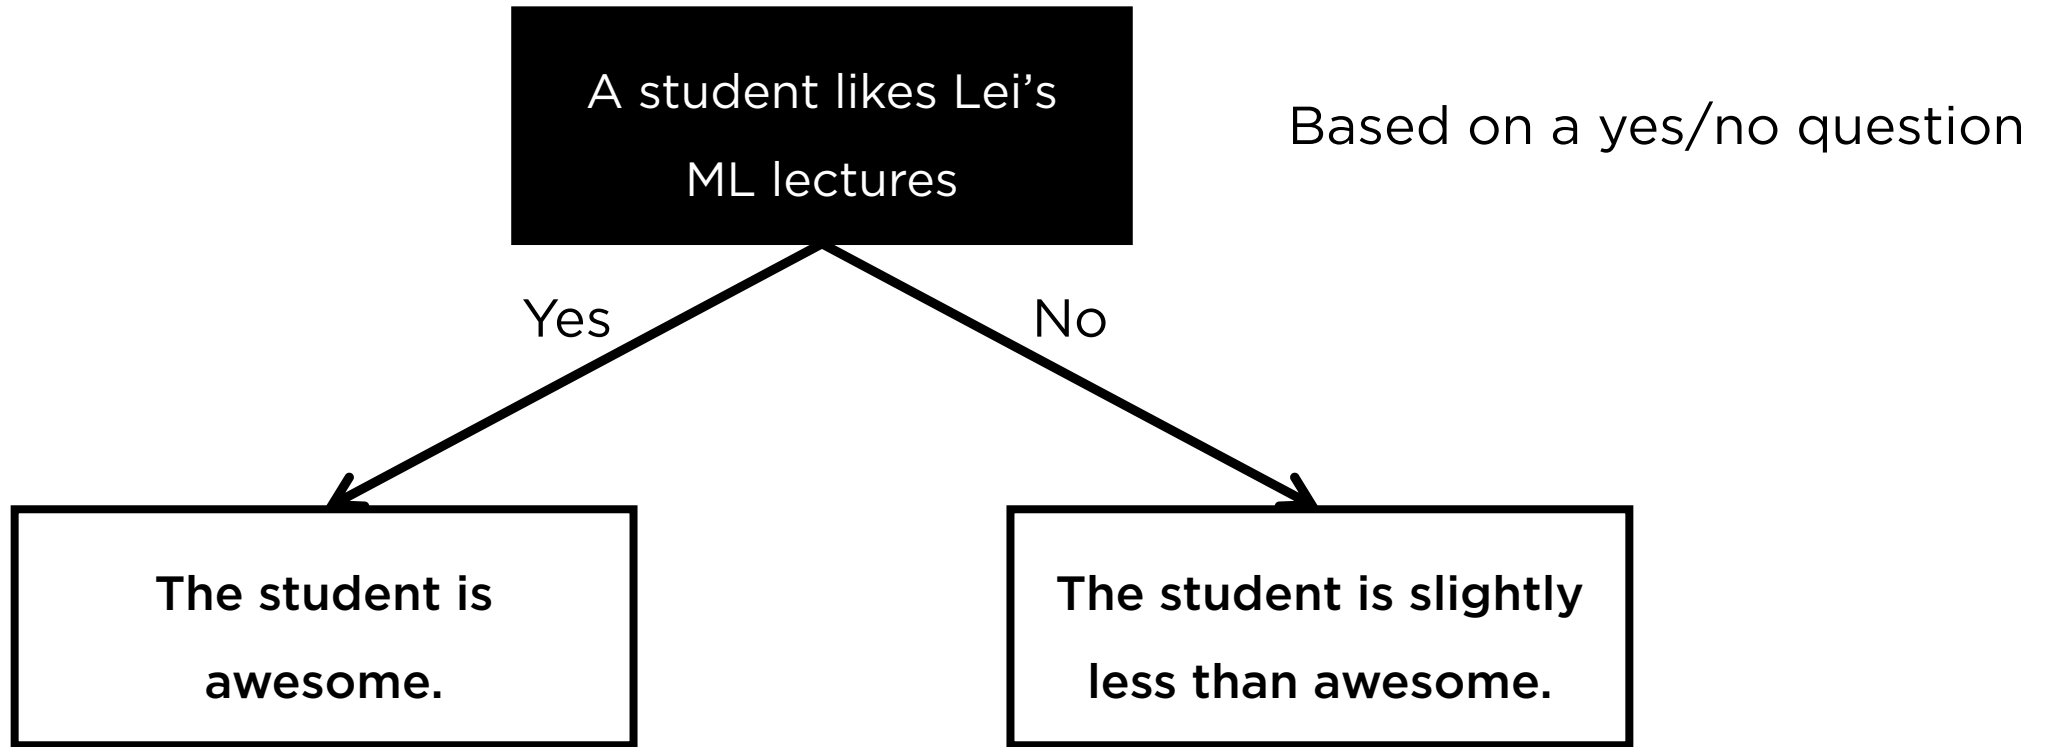 A student likes Lei’s
ML lectures
Based on a yes/no question
Yes
No
The student is
awesome.
The student is slightly
less than awesome.